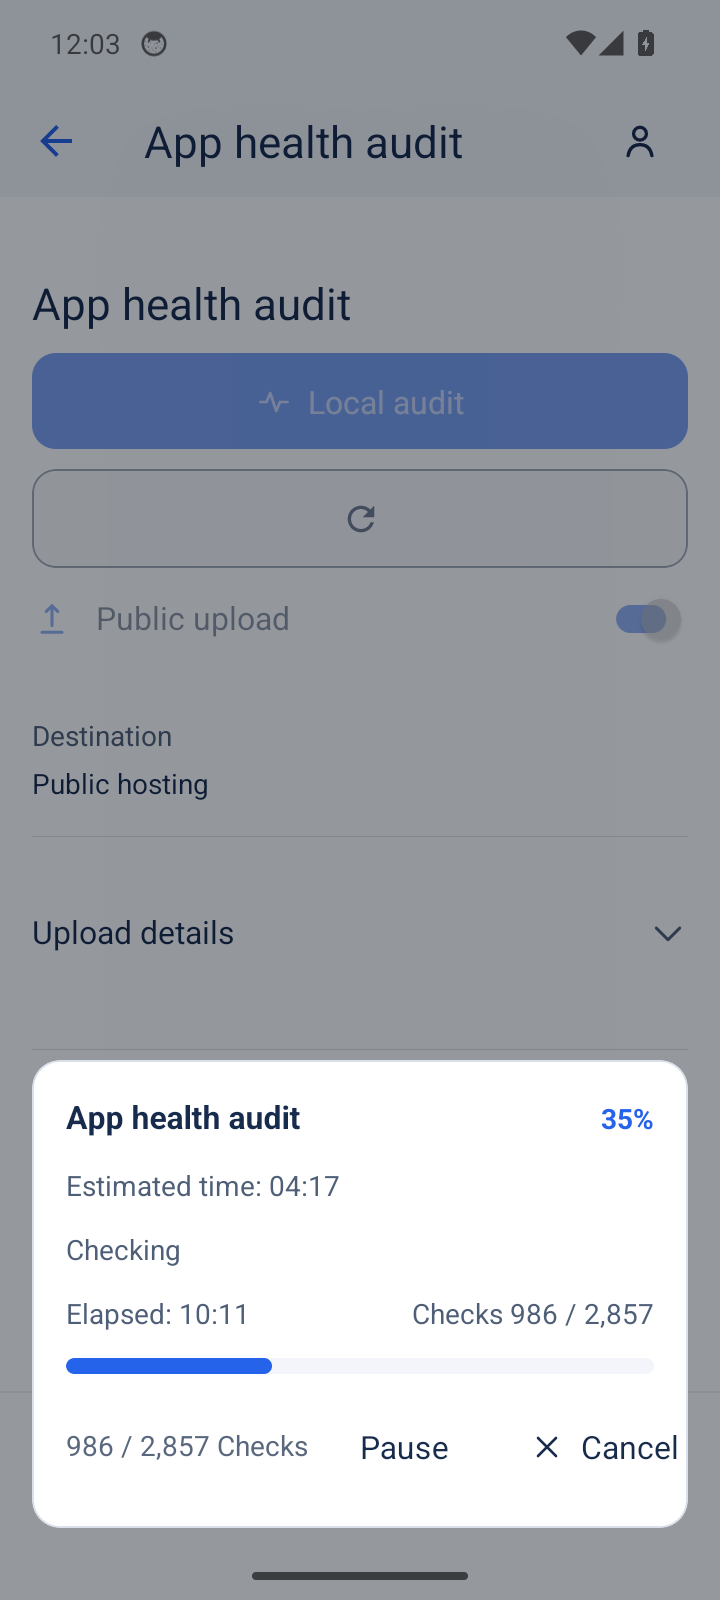 12:03
App health audit
App health audit
Local audit
Public upload
Destination
Public hosting
Upload details
App health audit 35%
Estimated time: 04:17
Checking
Elapsed: 10:11 Checks 986 / 2,857
986 / 2,857 Checks Pause Cancel